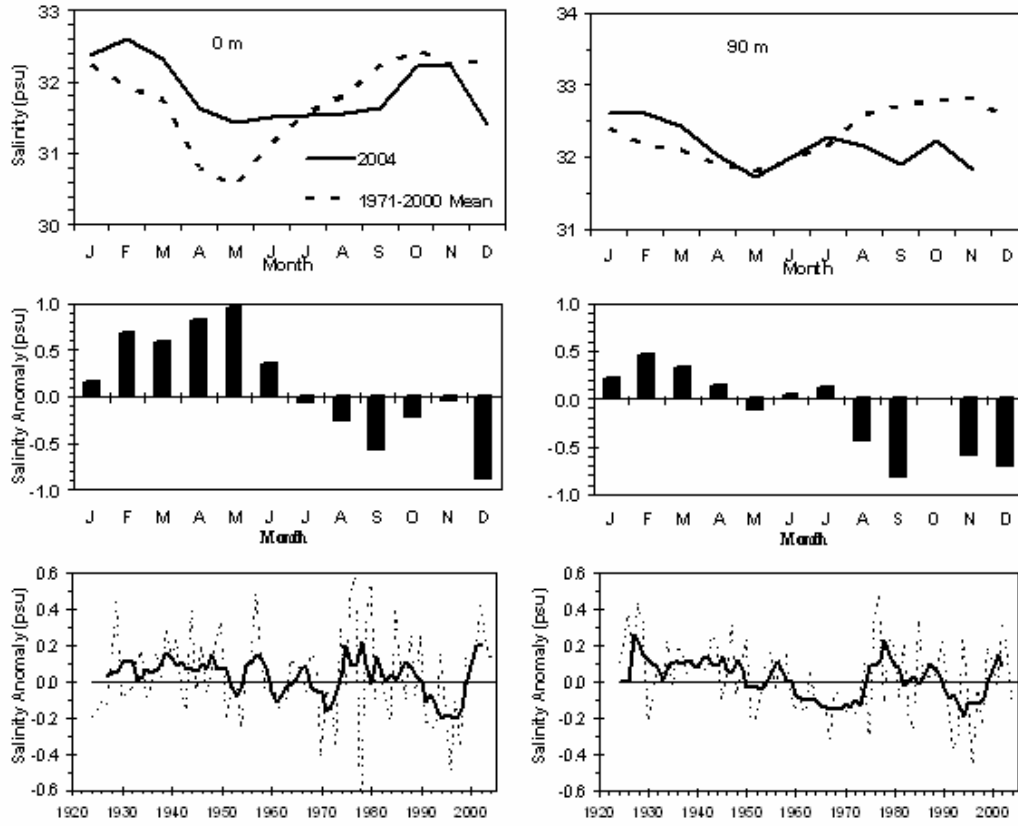 33
32
31
30
Salinity (psu)
0 m
2004
1971-2000 Mean
J F M A M J J A S O N D
Month
34
33
32
31
90 m
J F M A M J J A S O N D
Month
1.0
0.5
0.0
-0.5
-1.0
Salinity Anomaly (psu)
J F M A M J J A S O N D
Month
1.0
0.5
0.0
-0.5
-1.0
J F M A M J J A S O N D
Month
0.6
0.4
0.2
0.0
-0.2
-0.4
-0.6
Salinity Anomaly (psu)
1920 1930 1940 1950 1960 1970 1980 1990 2000
0.6
0.4
0.2
0.0
-0.2
-0.4
-0.6
Salinity Anomaly (psu)
1920 1930 1940 1950 1960 1970 1980 1990 2000